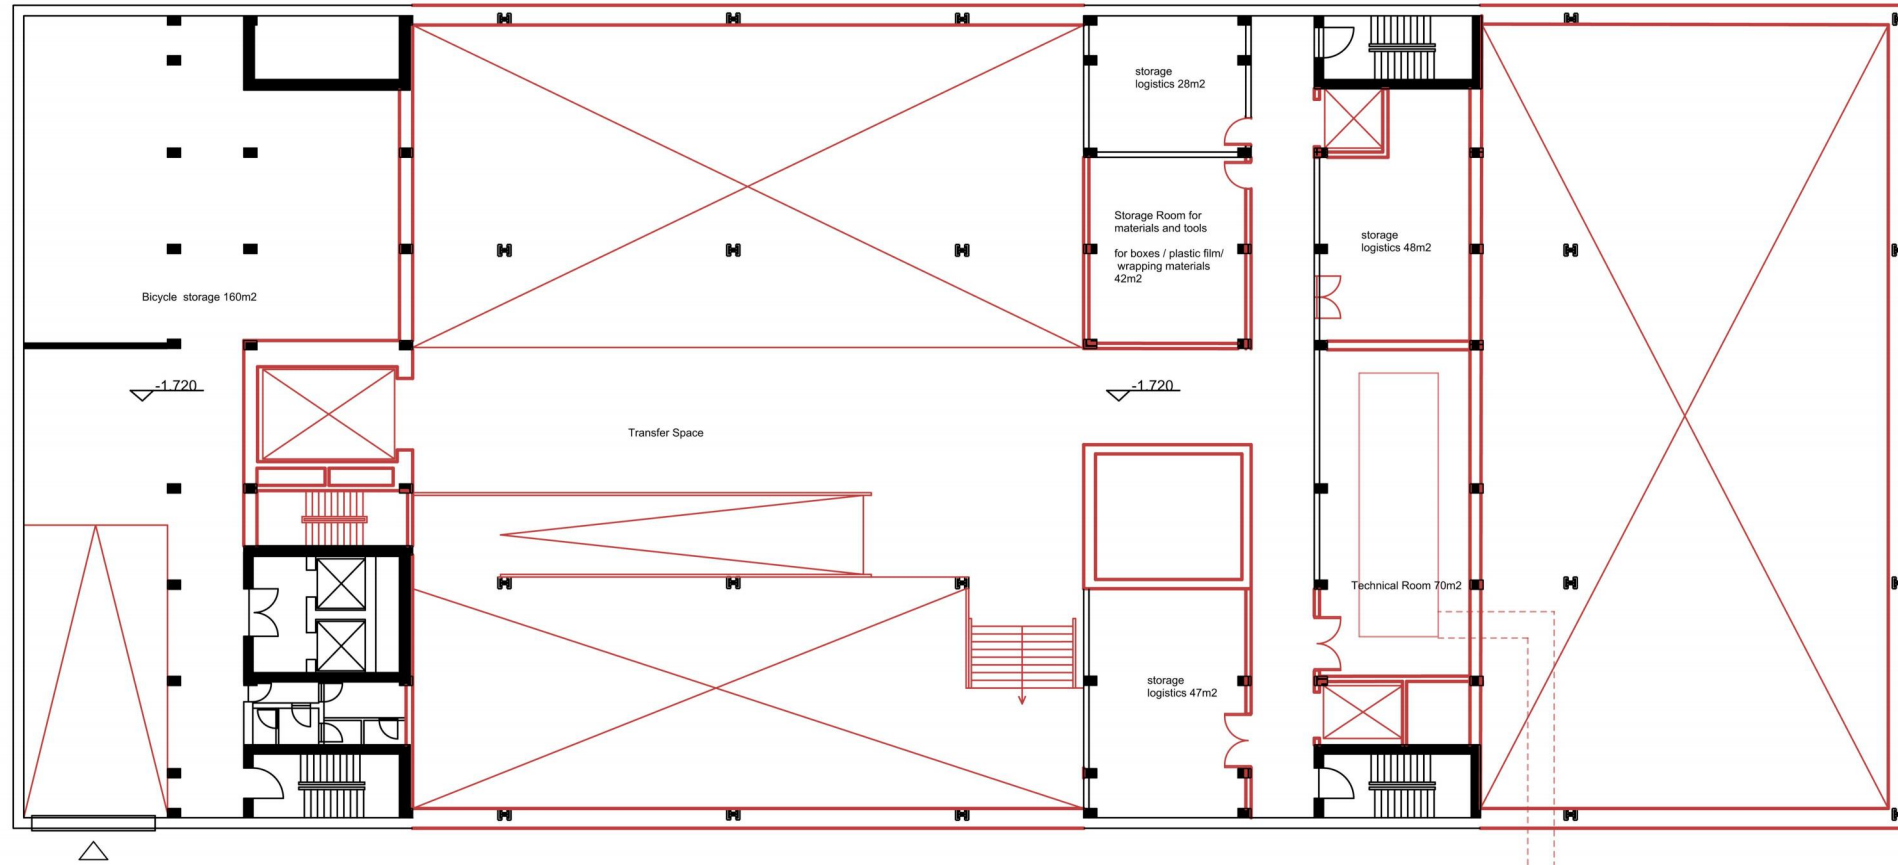 storage
logistics 28m2
Storage Room for
materials and tools
for boxes / plastic film/
wrapping materials
42m2
storage
logistics 48m2
Bicycle storage 160m2
-1.720
-1.720
Transfer Space
Technical Room 70m2
storage
logistics 47m2